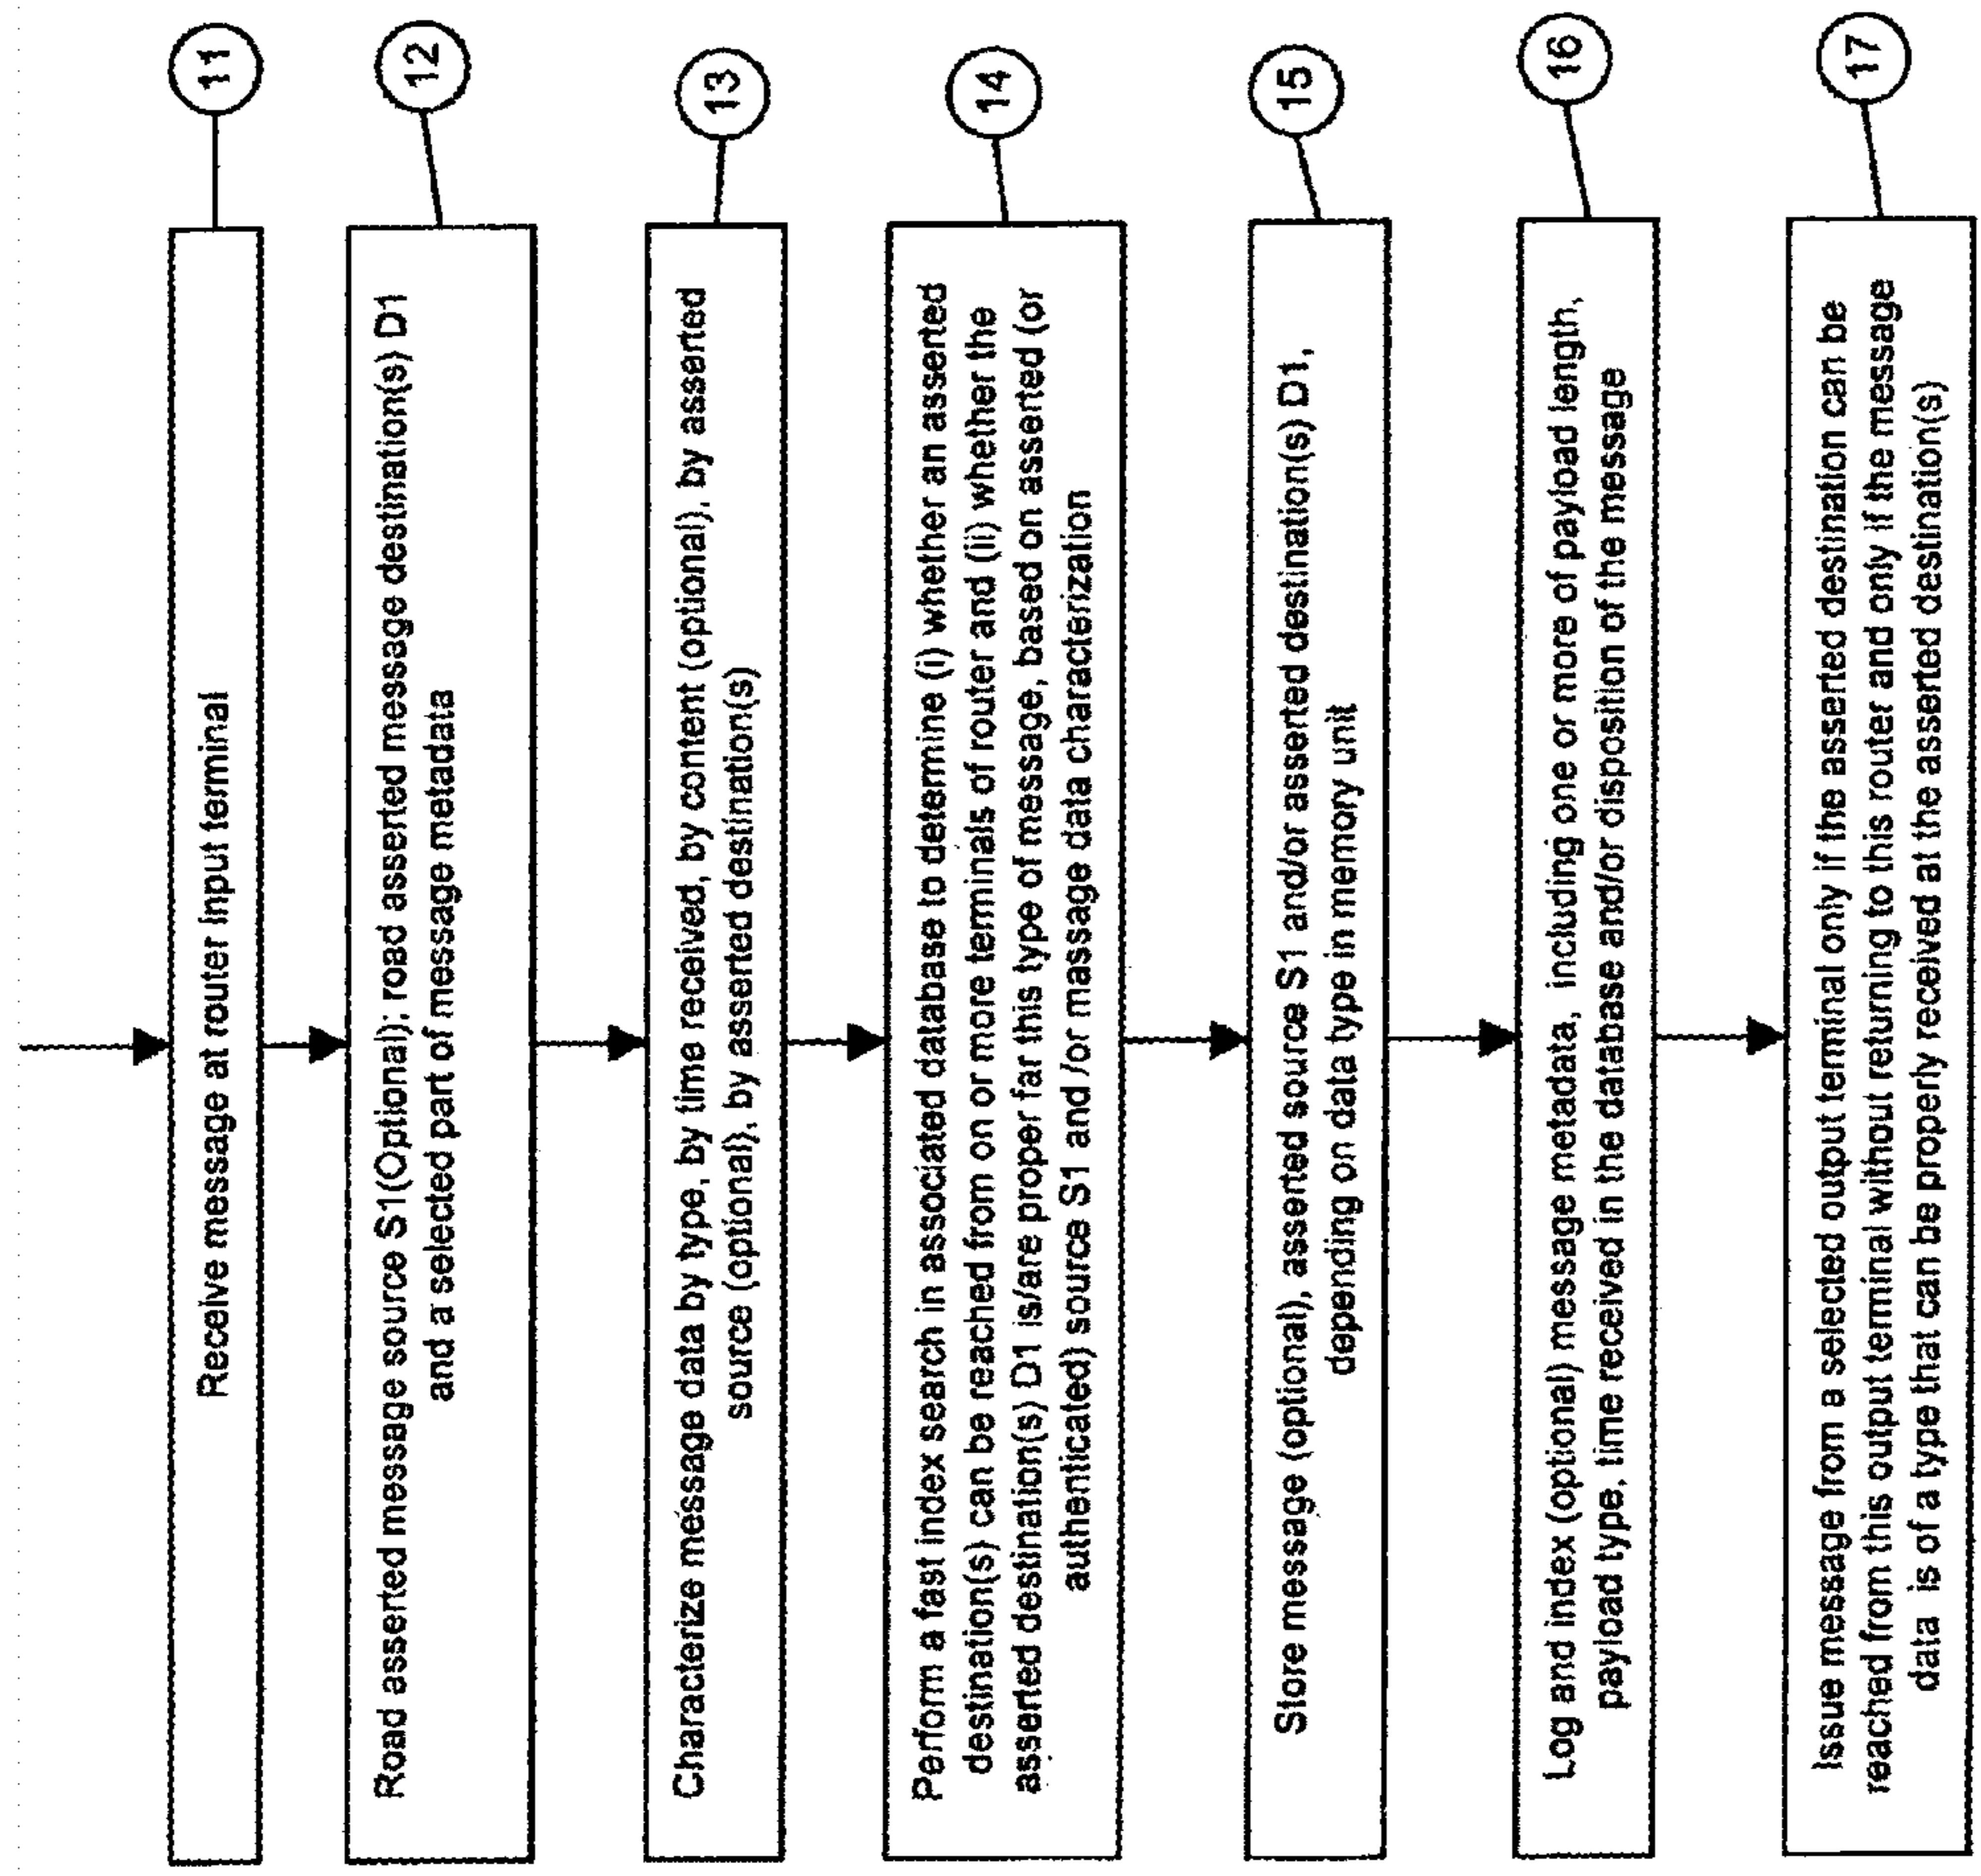 Receive message at router input terminal
11
Road asserted message source S1(Optional); road asserted message destination(s) D1
and a selected part of message metadata
12
Characterize message data by type, by time received, by content (optional), by asserted
source (optional), by asserted destination(s)
13
Perform a fast index search in associated database to determine (i) whether an asserted
destination(s) can be reached from on or more terminals of router and (ii) whether the
asserted destination(s) D1 is/are proper far this type of message, based on asserted (or
authenticated) source S1 and /or massage data characterization
14
Store message (optional), asserted source S1 and/or asserted destination(s) D1,
depending on data type in memory unit
15
Log and index (optional) message metadata, including one or more of payload length,
payload type, time received in the database and/or disposition of the message
16
Issue message from a selected output terminal only if the asserted destination can be
reached from this output terminal without returning to this router and only if the message
data is of a type that can be properly received at the asserted destination(s)
17